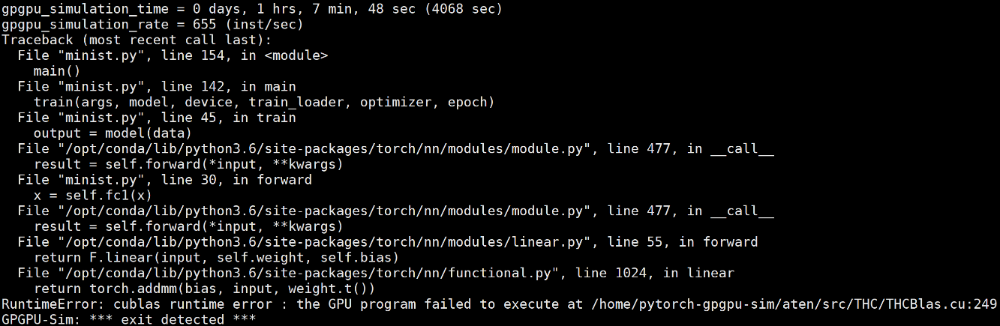 gpgpu_simulation_time = 0 days, 1 hrs, 7 min, 48 sec (4068 sec)
gpgpu_simulation_rate = 655 (inst/sec)
Traceback (most recent call last):
  File "minist.py", line 154, in <module>
    main()
  File "minist.py", line 142, in main
    train(args, model, device, train_loader, optimizer, epoch)
  File "minist.py", line 45, in train
    output = model(data)
  File "/opt/conda/lib/python3.6/site-packages/torch/nn/modules/module.py", line 477, in __call__
    result = self.forward(*input, **kwargs)
  File "minist.py", line 30, in forward
    x = self.fc1(x)
  File "/opt/conda/lib/python3.6/site-packages/torch/nn/modules/module.py", line 477, in __call__
    result = self.forward(*input, **kwargs)
  File "/opt/conda/lib/python3.6/site-packages/torch/nn/modules/linear.py", line 55, in forward
    return F.linear(input, self.weight, self.bias)
  File "/opt/conda/lib/python3.6/site-packages/torch/nn/functional.py", line 1024, in linear
    return torch.addmm(bias, input, weight.t())
RuntimeError: cublas runtime error : the GPU program failed to execute at /home/pytorch-gpgpu-sim/aten/src/THC/THCBlas.cu:249
GPGPU-Sim: *** exit detected ***